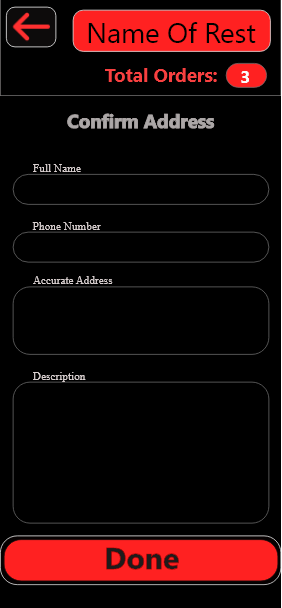 Name Of Rest
Total Orders: 3
Confirm Address
Full Name
Phone Number
Accurate Address
Description
Done